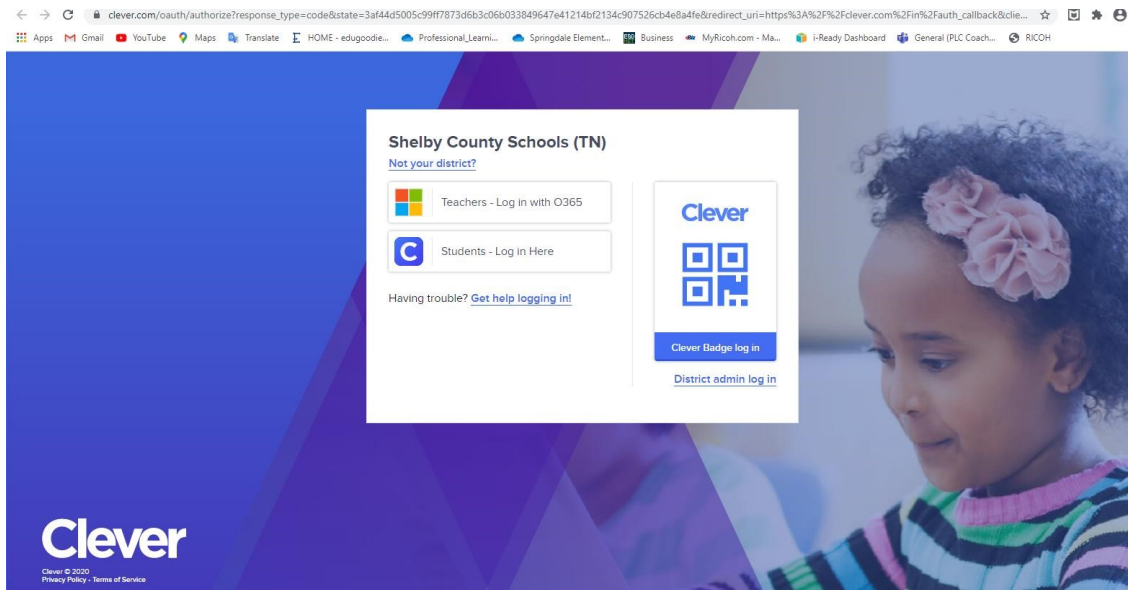 clever.com/oauth/authorize?response_type=code&state=3af44d5005c99ff7873d6b3c06b033849647e41214bf2134c907526cb4e8a4fe&redirect_uri=https%3A%2F%2Fclever.com%2Fin%2Fauth_callback&clie...
Apps Gmail YouTube Maps Translate HOME - edugoodie... Professional_Learni... Springdale Element... Business MyRicoh.com - Ma... i-Ready Dashboard General (PLC Coach... RICOH
Shelby County Schools (TN)
Not your district?
Teachers - Log in with O365
Students - Log in Here
Having trouble? Get help logging in!
Clever
Clever Badge log in
District admin log in
Clever
Clever © 2020
Privacy Policy - Terms of Service